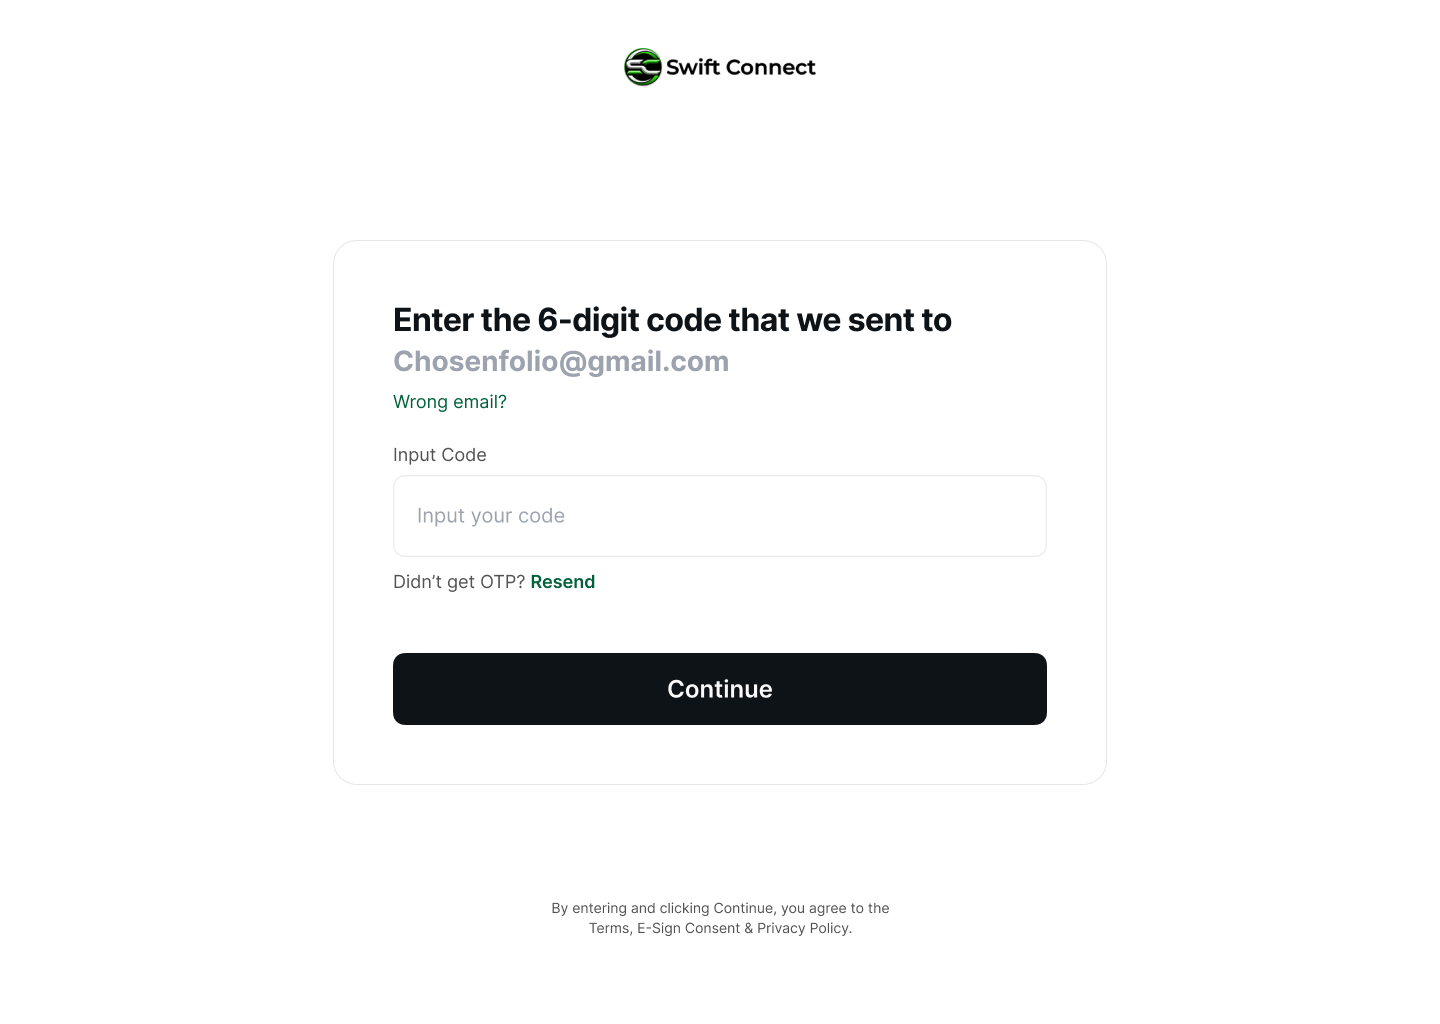 SC Swift Connect
Enter the 6-digit code that we sent to
Chosenfolio@gmail.com
Wrong email?
Input Code
Input your code
Didn’t get OTP? Resend
Continue
By entering and clicking Continue, you agree to the
Terms, E-Sign Consent & Privacy Policy.